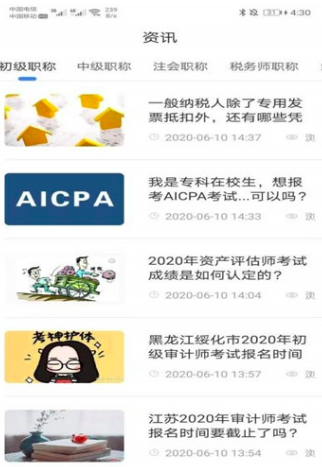 中国电信
中国移动
239
B/s
31
4:30
资讯
初级职称
中级职称
注会职称
税务师职称
一般纳税人除了专用发
票抵扣外，还有哪些凭
2020-06-10 14:37
浏
AICPA
我是专科在校生，想报
考AICPA考试...可以吗？
2020-06-10 14:33
浏
2020年资产评估师考试
成绩是如何认定的？
2020-06-10 14:04
浏
考神护体
黑龙江绥化市2020年初
级审计师考试报名时间
2020-06-10 13:57
浏
江苏2020年审计师考试
报名时间要截止了吗？
2020-06-10 13:54
浏